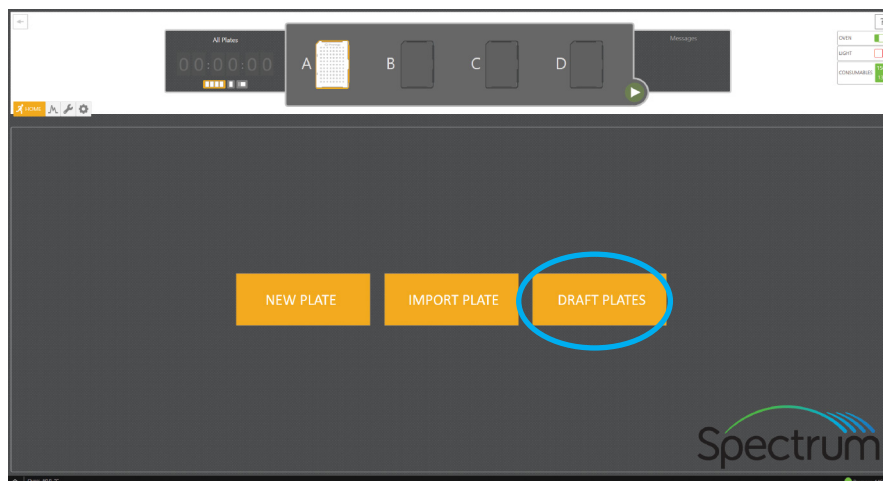 ?
All Plates
Messages
00:00:00
A
B
C
D
OVEN
LIGHT
CONSUMABLES
HOME
NEW PLATE
IMPORT PLATE
DRAFT PLATES
Spectrum